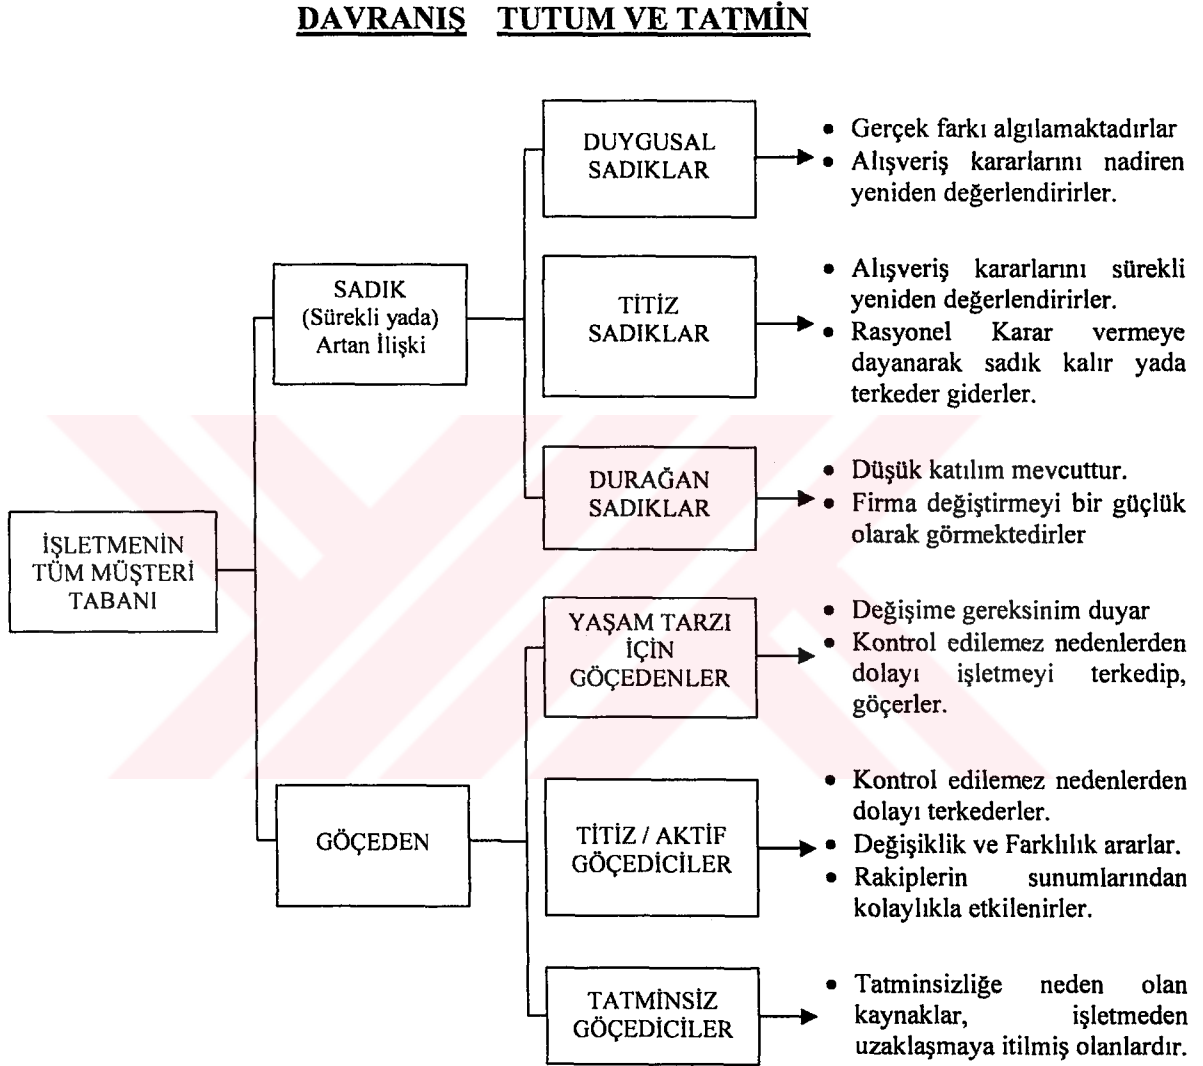 DAVRANIŞ TUTUM VE TATMİN
DUYGUSAL
SADIKLAR
• Gerçek farkı algılamaktadırlar
• Alışveriş kararlarını nadiren
yeniden değerlendirirler.
SADIK
(Sürekli yada)
Artan İlişki
TİTİZ
SADIKLAR
• Alışveriş kararlarını sürekli
yeniden değerlendirirler.
• Rasyonel Karar vermeye
dayanarak sadık kalır yada
terkeder giderler.
DURAĞAN
SADIKLAR
• Düşük katılım mevcuttur.
• Firma değiştirmeyi bir güçlük
olarak görmektedirler
İŞLETMENİN
TÜM MÜŞTERİ
TABANI
YAŞAM TARZI
İÇİN
GÖÇEDENLER
• Değişime gereksinim duyar
• Kontrol edilemez nedenlerden
dolayı işletmeyi terkedip,
göçerler.
GÖÇEDEN
TİTİZ / AKTİF
GÖÇEDİCİLER
• Kontrol edilemez nedenlerden
dolayı terkederler.
• Değişiklik ve Farklılık ararlar.
• Rakiplerin sunumlarından
kolaylıkla etkilenirler.
TATMİNSİZ
GÖÇEDİCİLER
• Tatminsizliğe neden olan
kaynaklar, işletmeden
uzaklaşmaya itilmiş olanlardır.